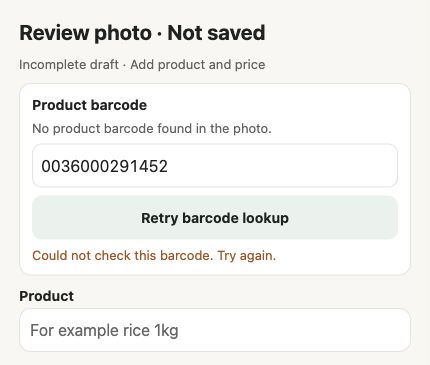 Review photo · Not saved
Incomplete draft · Add product and price
Product barcode
No product barcode found in the photo.
0036000291452
Retry barcode lookup
Could not check this barcode. Try again.
Product
For example rice 1kg